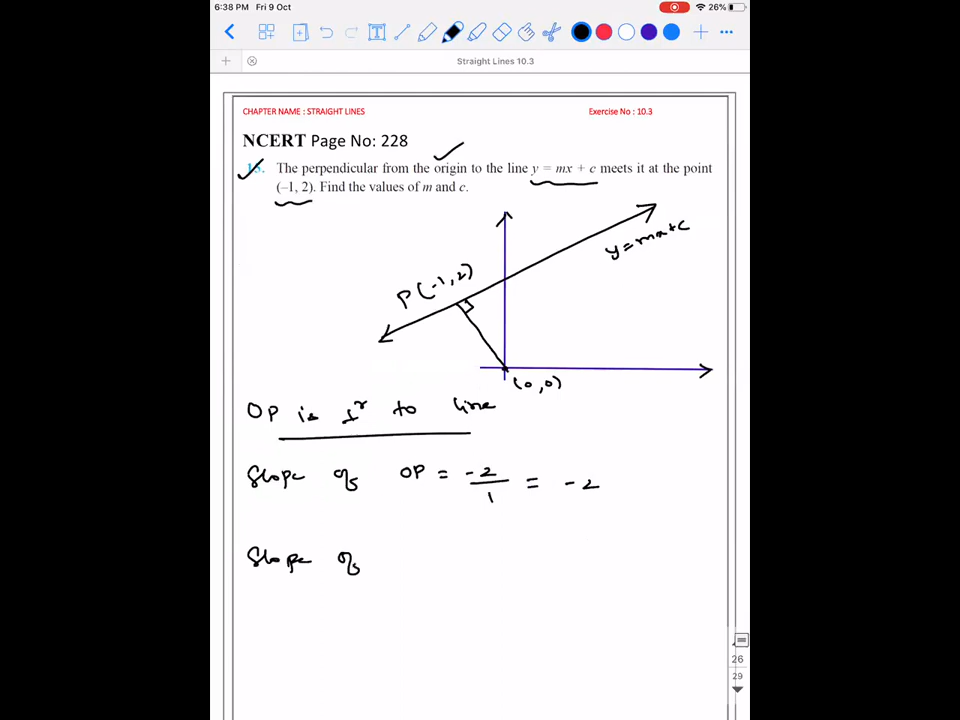 6:38 PM Fri 9 Oct
26%
Straight Lines 10.3
CHAPTER NAME : STRAIGHT LINES Exercise No : 10.3
NCERT Page No: 228
15. The perpendicular from the origin to the line y = mx + c meets it at the point
(–1, 2). Find the values of m and c.
y=mx+c
P(-1,2)
(0,0)
OP is ⊥r to line
Slope of OP = -2/1 = -2
Slope of
26
29